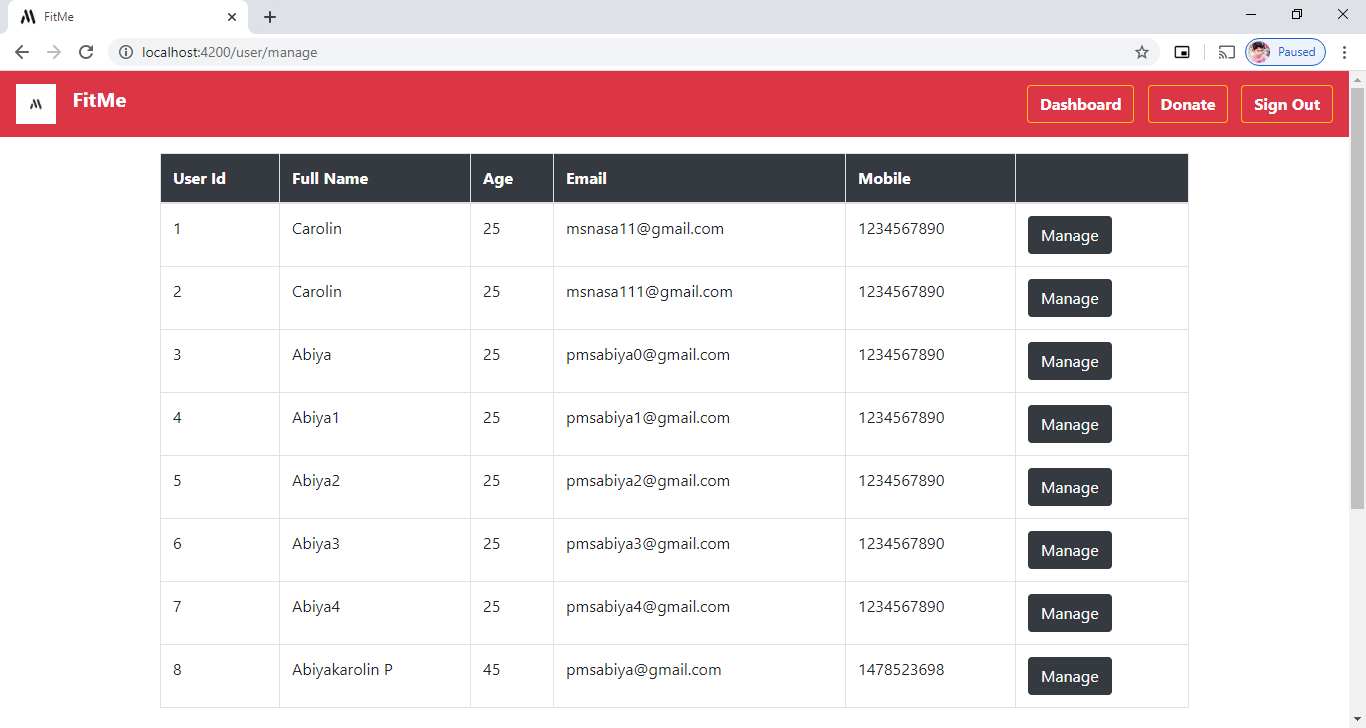 FitMe
localhost:4200/user/manage
Paused
FitMe
Dashboard Donate Sign Out
User Id Full Name Age Email Mobile
1 Carolin 25 msnasa11@gmail.com 1234567890 Manage
2 Carolin 25 msnasa111@gmail.com 1234567890 Manage
3 Abiya 25 pmsabiya0@gmail.com 1234567890 Manage
4 Abiya1 25 pmsabiya1@gmail.com 1234567890 Manage
5 Abiya2 25 pmsabiya2@gmail.com 1234567890 Manage
6 Abiya3 25 pmsabiya3@gmail.com 1234567890 Manage
7 Abiya4 25 pmsabiya4@gmail.com 1234567890 Manage
8 Abiyakarolin P 45 pmsabiya@gmail.com 1478523698 Manage